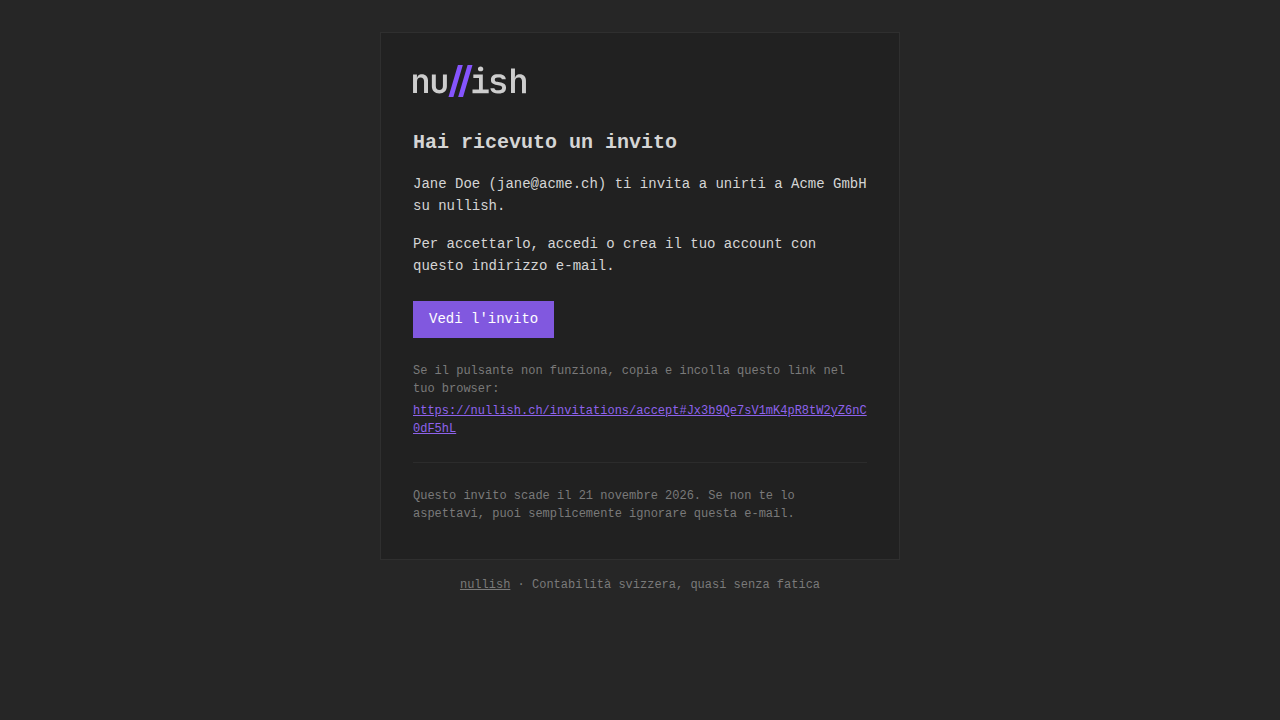 nu//ish
Hai ricevuto un invito
Jane Doe (jane@acme.ch) ti invita a unirti a Acme GmbH
su nullish.
Per accettarlo, accedi o crea il tuo account con
questo indirizzo e-mail.
Vedi l'invito
Se il pulsante non funziona, copia e incolla questo link nel
tuo browser:
https://nullish.ch/invitations/accept#Jx3b9Qe7sV1mK4pR8tW2yZ6nC
0dF5hL
Questo invito scade il 21 novembre 2026. Se non te lo
aspettavi, puoi semplicemente ignorare questa e-mail.
nullish · Contabilità svizzera, quasi senza fatica